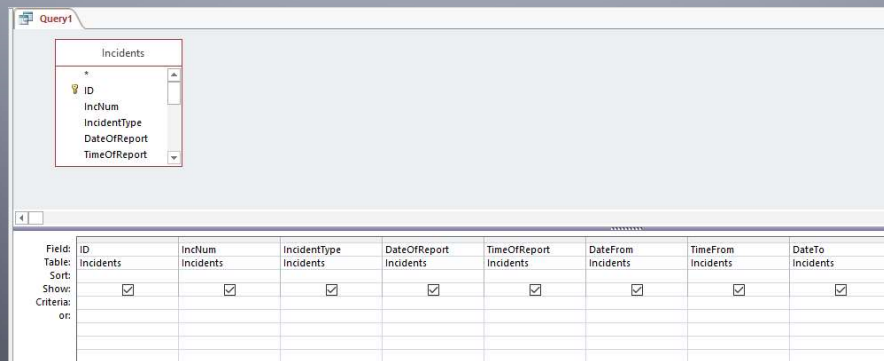 Query1
Incidents
*
ID
IncNum
IncidentType
DateOfReport
TimeOfReport
Field: ID IncNum IncidentType DateOfReport TimeOfReport DateFrom TimeFrom DateTo
Table: Incidents Incidents Incidents Incidents Incidents Incidents Incidents Incidents
Sort:
Show:
Criteria:
or: